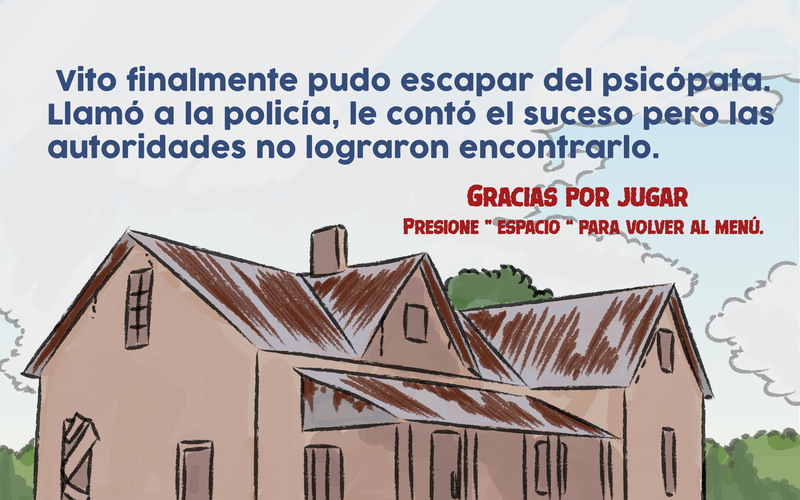 Vito finalmente pudo escapar del psicópata.
Llamó a la policía, le contó el suceso pero las
autoridades no lograron encontrarlo.
Gracias por jugar
Presione " espacio " para volver al menú.